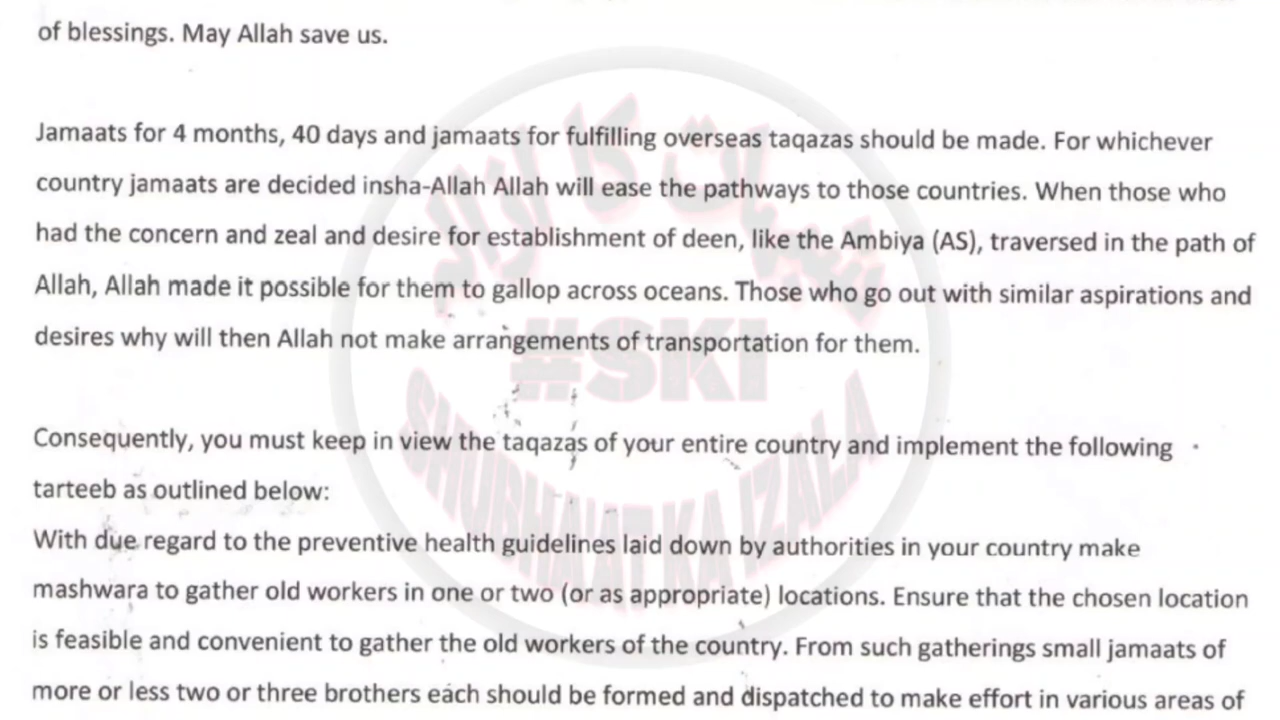 of blessings. May Allah save us.
Jamaats for 4 months, 40 days and jamaats for fulfilling overseas taqazas should be made. For whichever
country jamaats are decided insha-Allah Allah will ease the pathways to those countries. When those who
had the concern and zeal and desire for establishment of deen, like the Ambiya (AS), traversed in the path of
Allah, Allah made it possible for them to gallop across oceans. Those who go out with similar aspirations and
desires why will then Allah not make arrangements of transportation for them.
Consequently, you must keep in view the taqazas of your entire country and implement the following
tarteeb as outlined below:
With due regard to the preventive health guidelines laid down by authorities in your country make
mashwara to gather old workers in one or two (or as appropriate) locations. Ensure that the chosen location
is feasible and convenient to gather the old workers of the country. From such gatherings small jamaats of
more or less two or three brothers each should be formed and dispatched to make effort in various areas of
شبہات کا ازالہ
#SKI
SHUBHAAT KA IZALA